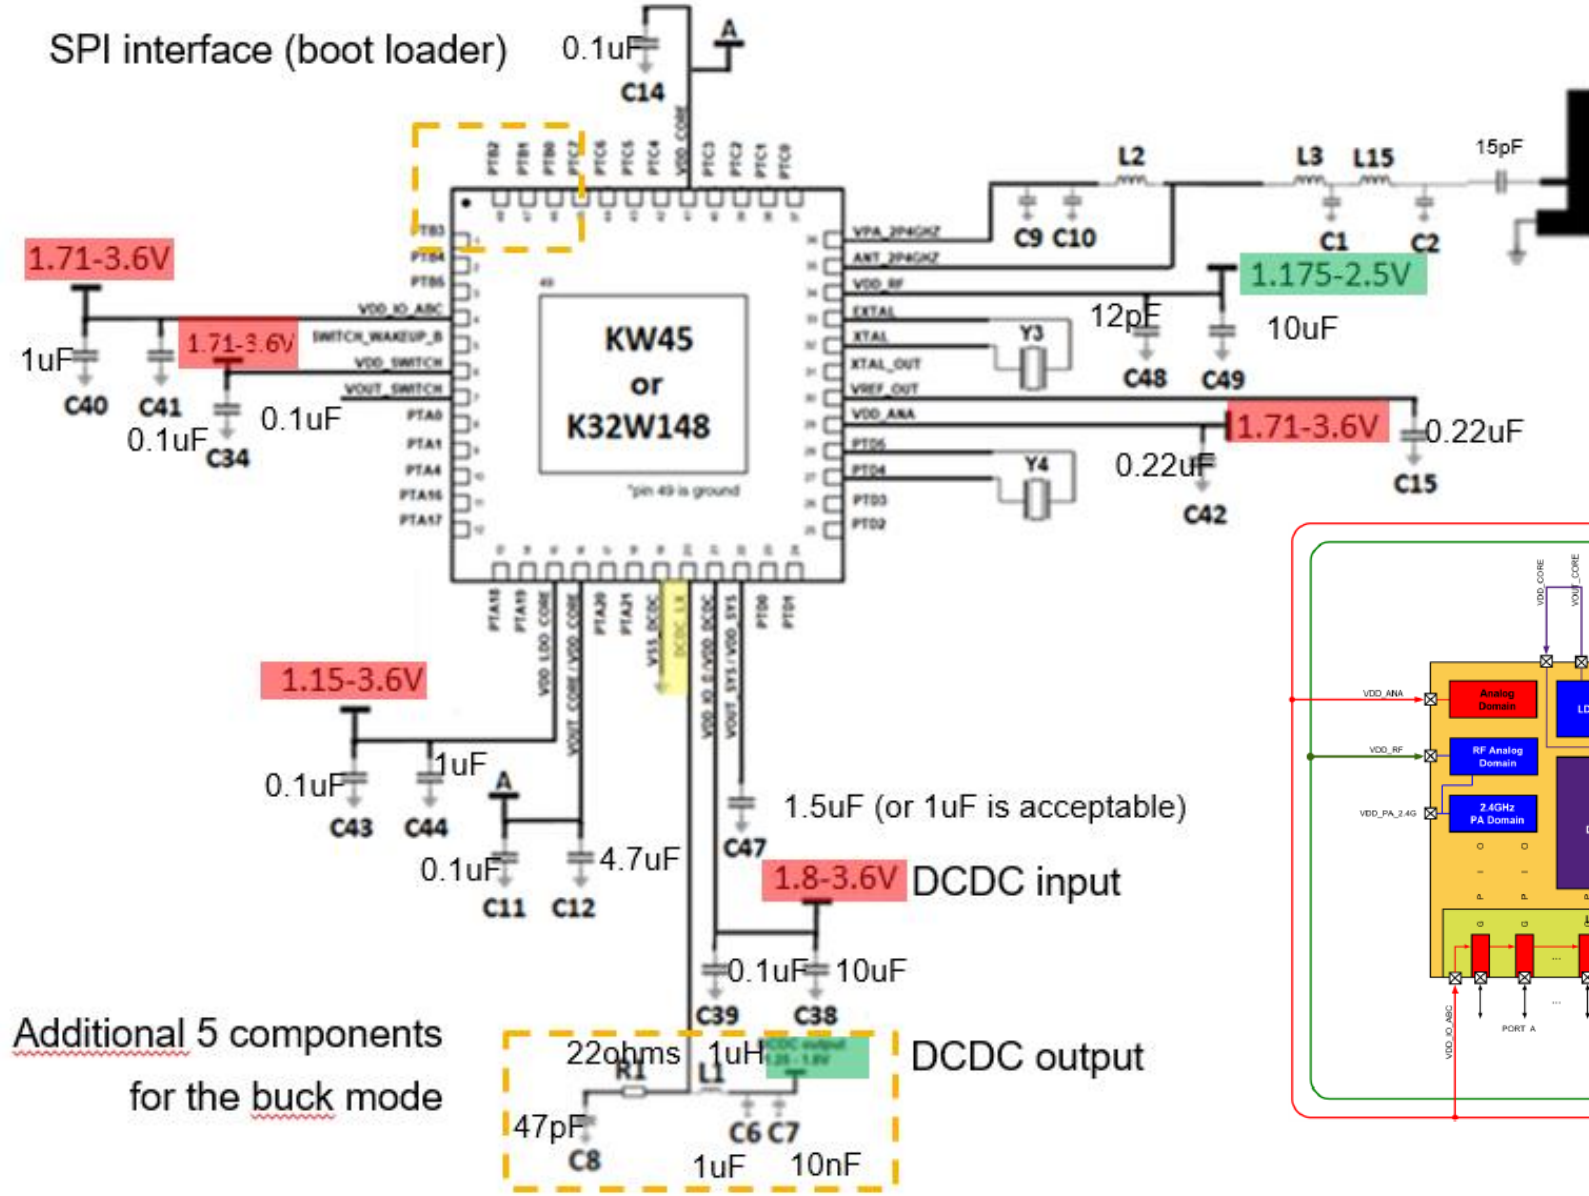 SPI interface (boot loader)
0.1uF
A
C14
VDD_CORE
PTB2
PTB1
PTB0
PTC7
PTC6
PTC5
PTC4
PTC3
PTC2
PTC1
PTC0
L2
L3
L15
15pF
C9
C10
C1
C2
PTB3
PTB4
PTB5
VDD_IO_ABC
SWITCH_WAKEUP_B
VDD_SWITCH
VOUT_SWITCH
PTA0
PTA1
PTA4
PTA16
PTA17
1.71-3.6V
1uF
C40
C41
0.1uF
1.71-3.6V
C34
0.1uF
49
KW45
or
K32W148
*pin 49 is ground
VPA_2P4GHZ
ANT_2P4GHZ
VDD_RF
EXTAL
XTAL
XTAL_OUT
VREF_OUT
VDD_ANA
PTD5
PTD4
PTD3
PTD2
1.175-2.5V
12pF
10uF
C48
C49
Y3
1.71-3.6V
0.22uF
C15
0.22uF
C42
Y4
PTA18
PTA19
VDD_LDO_CORE
VOUT_CORE/VDD_CORE
PTA20
PTA21
VSS_DCDC
DCDC_LX
VDD_IO_D/VDD_DCDC
VOUT_SYS/VDD_SYS
PTD0
PTD1
1.15-3.6V
0.1uF
1uF
C43
C44
A
0.1uF
4.7uF
C11
C12
1.5uF (or 1uF is acceptable)
C47
1.8-3.6V
DCDC input
0.1uF
10uF
C39
C38
Additional 5 components
for the buck mode
22ohms
1uH
DCDC output
1.25 - 1.8V
DCDC output
R1
L1
47pF
C8
C6
C7
1uF
10nF
VDD_CORE
VOUT_CORE
VDD_ANA
Analog
Domain
VDD_RF
RF Analog
Domain
VDD_PA_2.4G
2.4GHz
PA Domain
LD
G P I O
G P I O
...
...
PORT A
VDD_IO_ABC